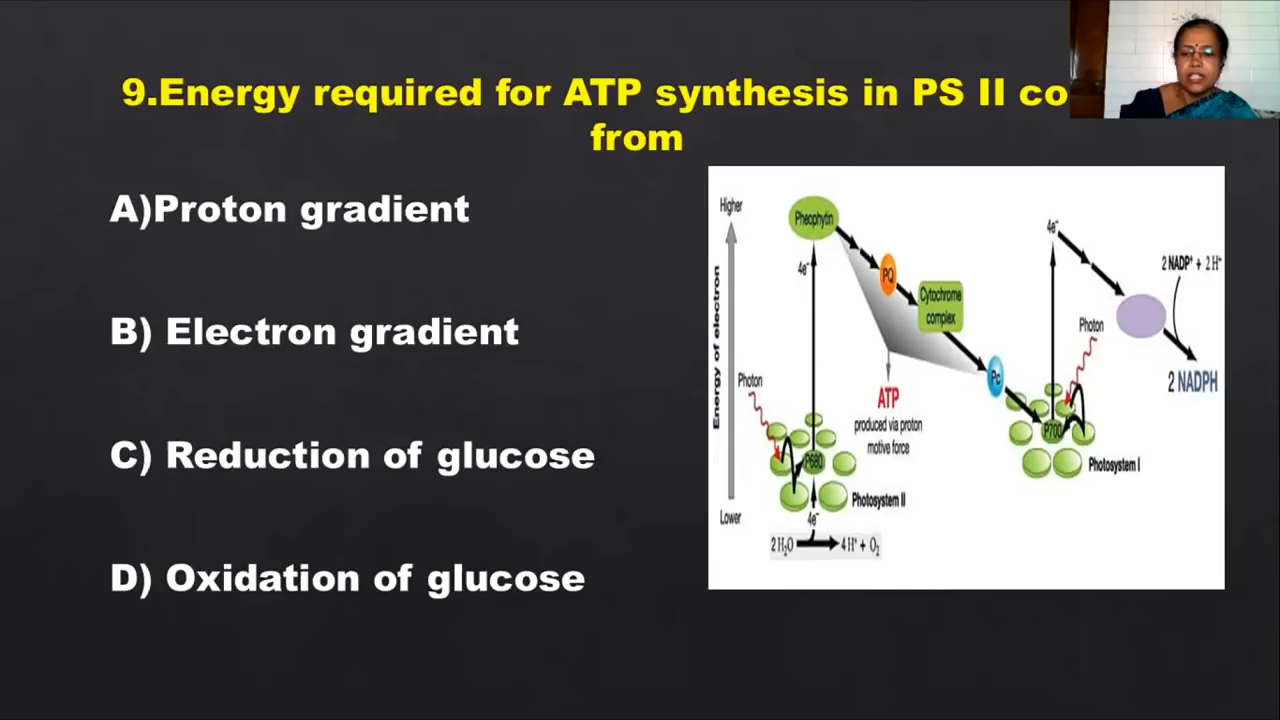 9.Energy required for ATP synthesis in PS II co
from
A)Proton gradient
B) Electron gradient
C) Reduction of glucose
D) Oxidation of glucose
Higher
Energy of electron
Lower
Pheophytin
4e⁻
PQ
Cytochrome
complex
Pc
ATP
produced via proton
motive force
Photon
P680
Photosystem II
4e⁻
2 H₂O 4 H⁺ + O₂
4e⁻
2 NADP⁺ + 2 H⁺
Photon
2 NADPH
P700
Photosystem I